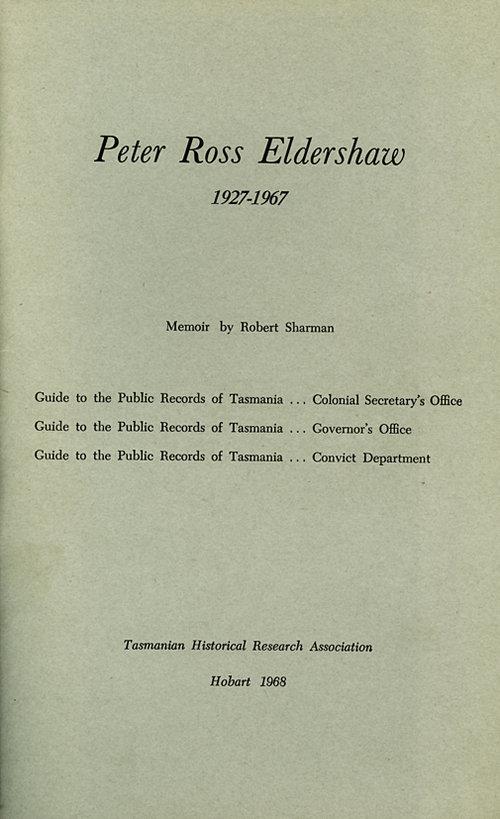 Peter Ross Eldershaw
1927-1967
Memoir by Robert Sharman
Guide to the Public Records of Tasmania ... Colonial Secretary's Office
Guide to the Public Records of Tasmania ... Governor's Office
Guide to the Public Records of Tasmania ... Convict Department
Tasmanian Historical Research Association
Hobart 1968